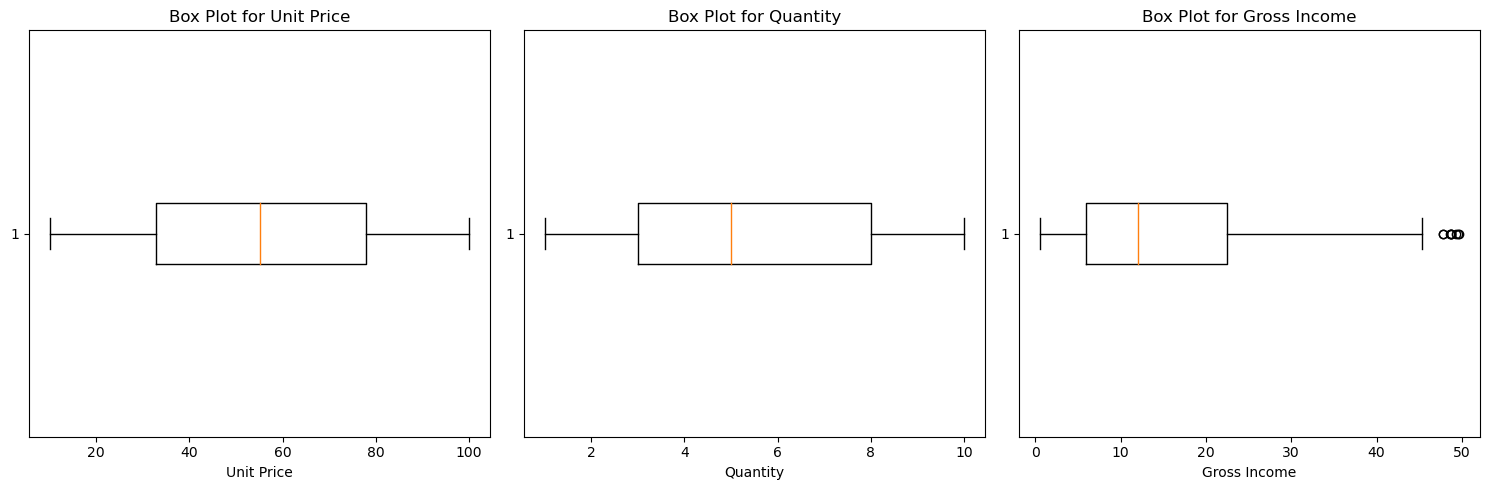 Box Plot for Unit Price
1
20 40 60 80 100
Unit Price
Box Plot for Quantity
1
2 4 6 8 10
Quantity
Box Plot for Gross Income
1
0 10 20 30 40 50
Gross Income